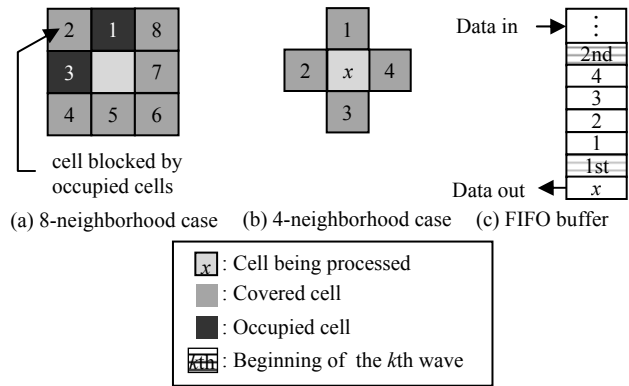 2 1 8
3 7
4 5 6
cell blocked by
occupied cells
(a) 8-neighborhood case
1
2 x 4
3
(b) 4-neighborhood case
Data in
⋮
2nd
4
3
2
1
1st
x
Data out
(c) FIFO buffer
x : Cell being processed
: Covered cell
: Occupied cell
kth : Beginning of the kth wave